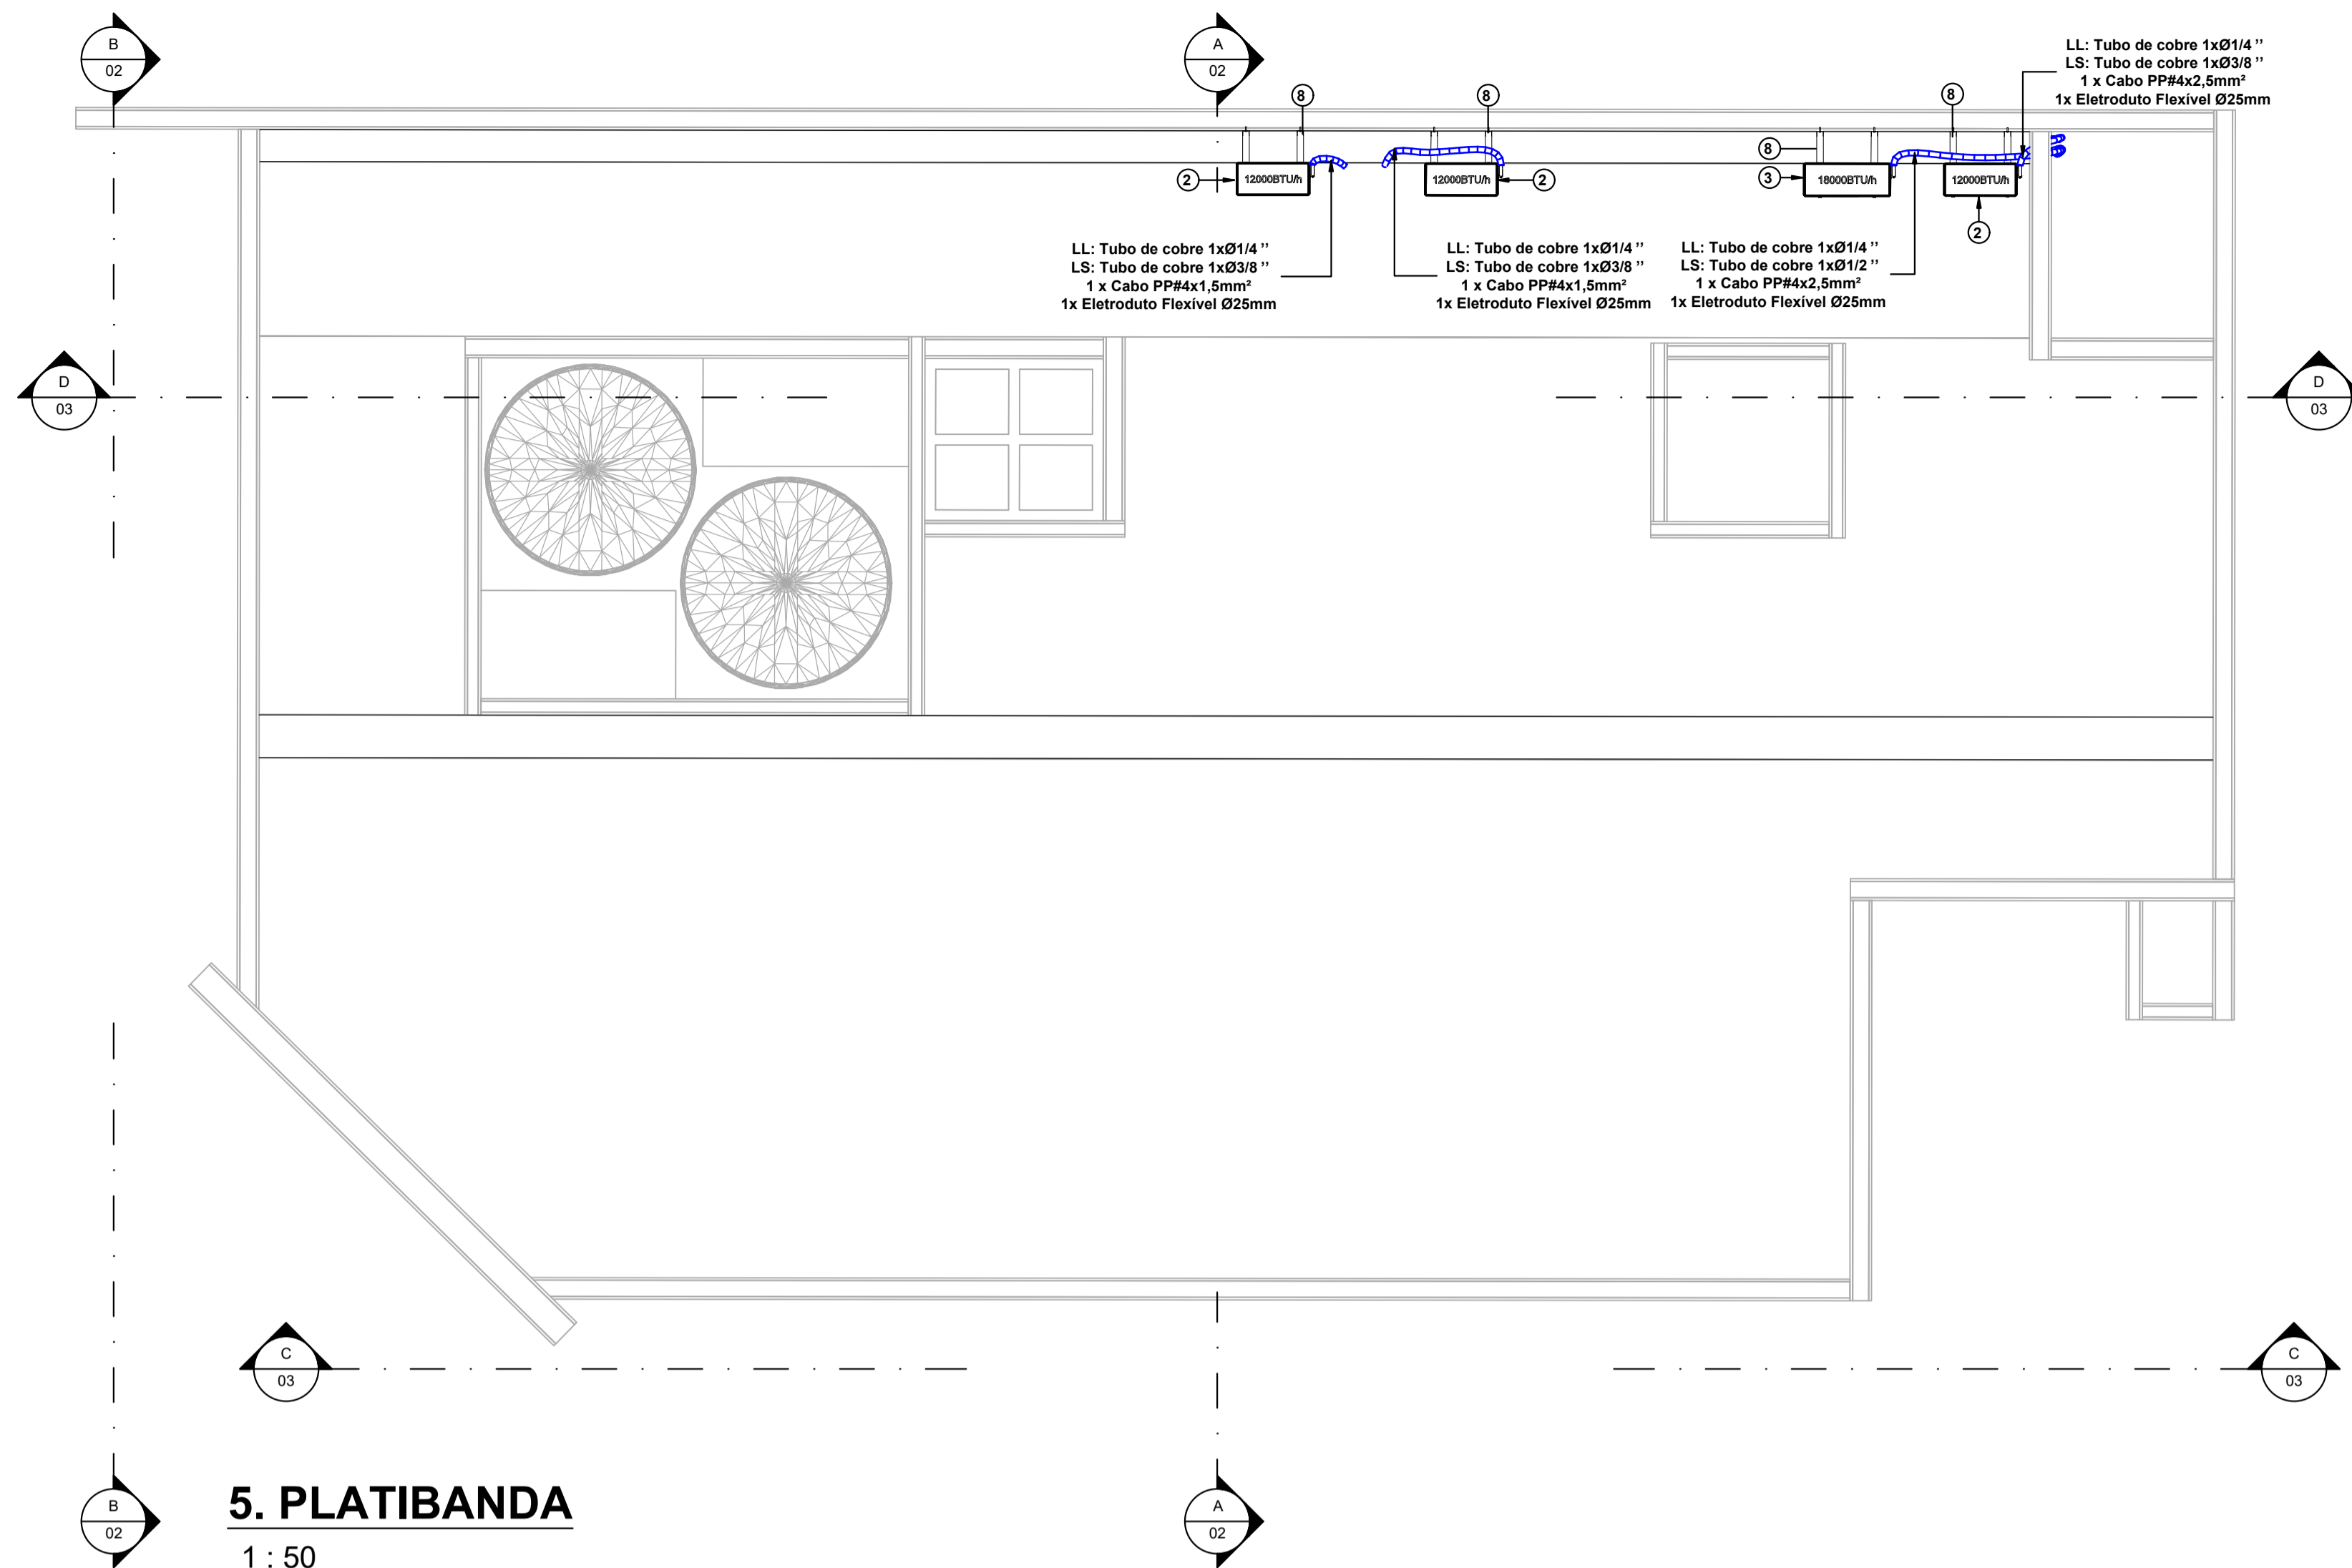 B
02
A
02
LL: Tubo de cobre 1xØ1/4 ’’
LS: Tubo de cobre 1xØ3/8 ’’
1 x Cabo PP#4x2,5mm²
1x Eletroduto Flexível Ø25mm
8
8
8
8
2
12000BTU/h
12000BTU/h
2
3
18000BTU/h
12000BTU/h
2
LL: Tubo de cobre 1xØ1/4 ’’
LS: Tubo de cobre 1xØ3/8 ’’
1 x Cabo PP#4x1,5mm²
1x Eletroduto Flexível Ø25mm
LL: Tubo de cobre 1xØ1/4 ’’
LS: Tubo de cobre 1xØ3/8 ’’
1 x Cabo PP#4x1,5mm²
1x Eletroduto Flexível Ø25mm
LL: Tubo de cobre 1xØ1/4 ’’
LS: Tubo de cobre 1xØ1/2 ’’
1 x Cabo PP#4x2,5mm²
1x Eletroduto Flexível Ø25mm
D
03
D
03
C
03
C
03
B
02
5. PLATIBANDA
1 : 50
A
02